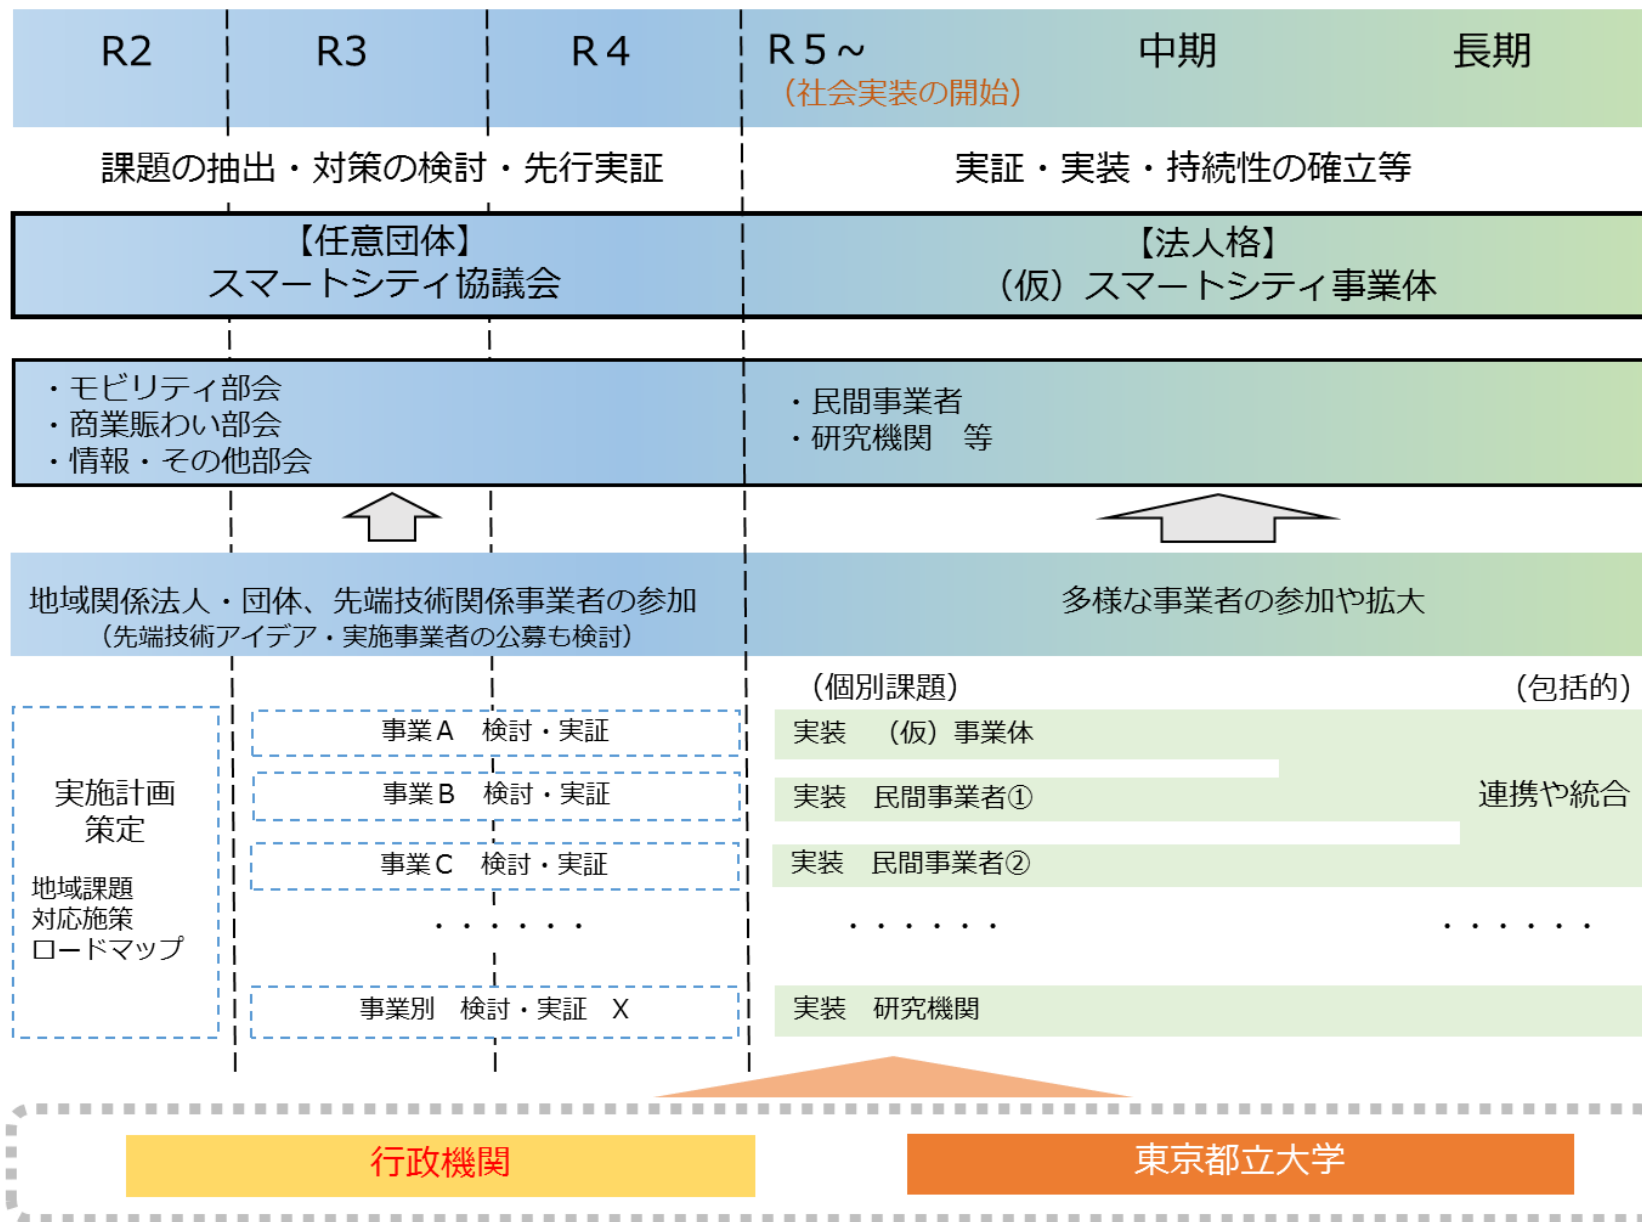 R2
R3
R４
R５～
（社会実装の開始）
中期
長期
課題の抽出・対策の検討・先行実証
実証・実装・持続性の確立等
【任意団体】
スマートシティ協議会
【法人格】
（仮）スマートシティ事業体
・モビリティ部会
・商業賑わい部会
・情報・その他部会
・民間事業者
・研究機関　等
地域関係法人・団体、先端技術関係事業者の参加
（先端技術アイデア・実施事業者の公募も検討）
多様な事業者の参加や拡大
（個別課題）
（包括的）
実施計画
策定
地域課題
対応施策
ロードマップ
事業Ａ　検討・実証
事業Ｂ　検討・実証
事業Ｃ　検討・実証
・・・・・・
事業別　検討・実証　X
実装　（仮）事業体
実装　民間事業者①
実装　民間事業者②
・・・・・・
実装　研究機関
連携や統合
・・・・・・
行政機関
東京都立大学